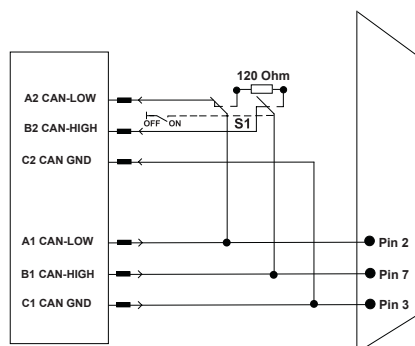 120 Ohm
A2 CAN-LOW
B2 CAN-HIGH
OFF ON
S1
C2 CAN GND
A1 CAN-LOW
Pin 2
B1 CAN-HIGH
Pin 7
C1 CAN GND
Pin 3